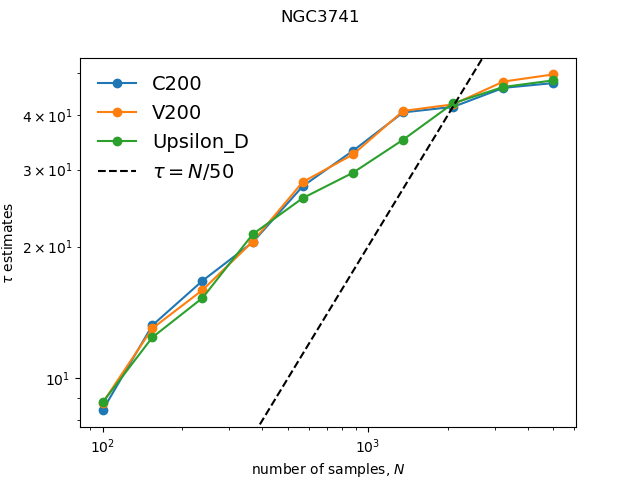 NGC3741
C200
V200
Upsilon_D
τ = N/50
4 × 10¹
3 × 10¹
2 × 10¹
10¹
τ estimates
10² 10³
number of samples, N